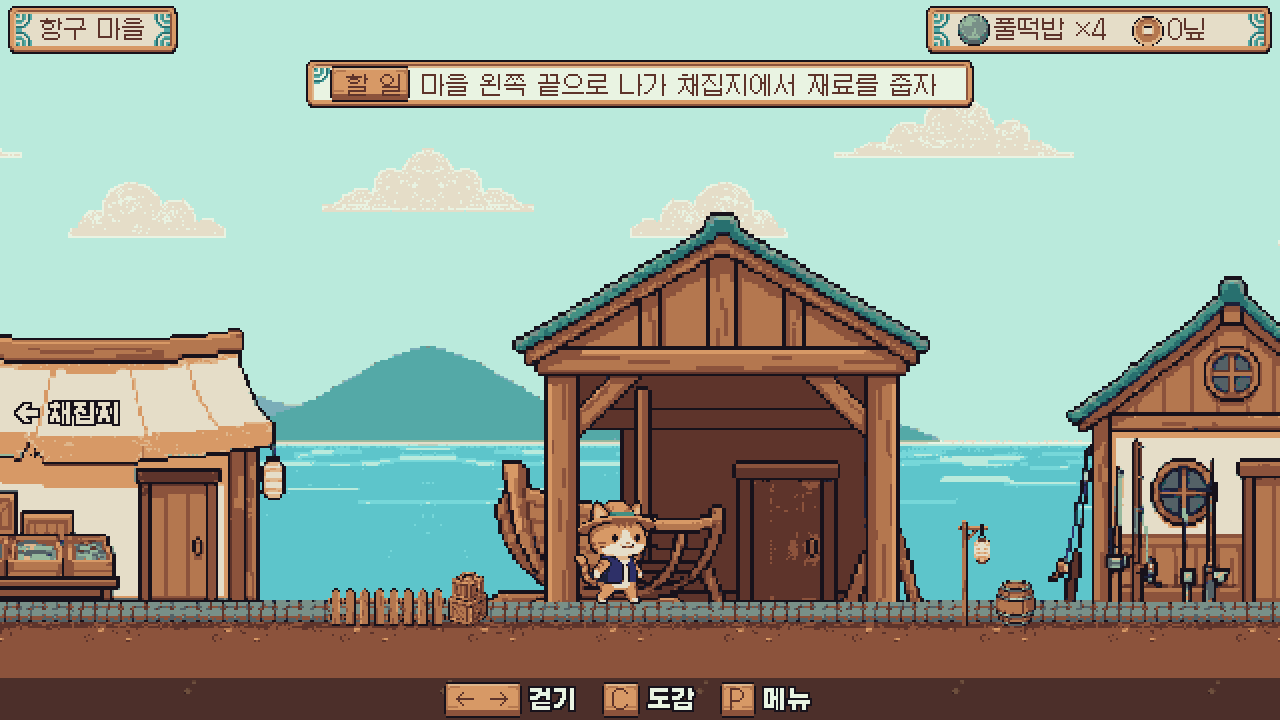 항구 마을
풀떡밥 ×4 0닢
할 일 마을 왼쪽 끝으로 나가 채집지에서 재료를 줍자
← 채집지
← → 걷기 C 도감 P 메뉴